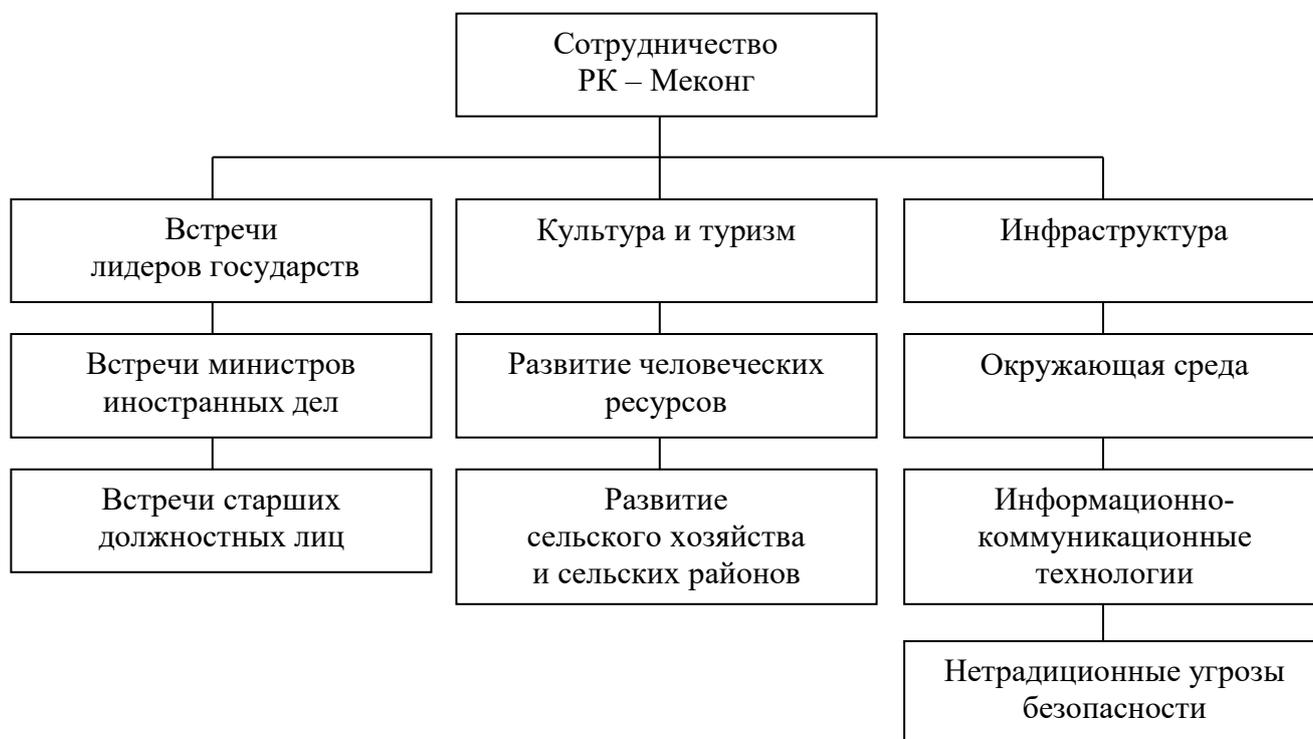 Сотрудничество
РК – Меконг
Встречи
лидеров государств
Культура и туризм
Инфраструктура
Встречи министров
иностранных дел
Развитие человеческих
ресурсов
Окружающая среда
Встречи старших
должностных лиц
Развитие
сельского хозяйства
и сельских районов
Информационно-
коммуникационные
технологии
Нетрадиционные угрозы
безопасности